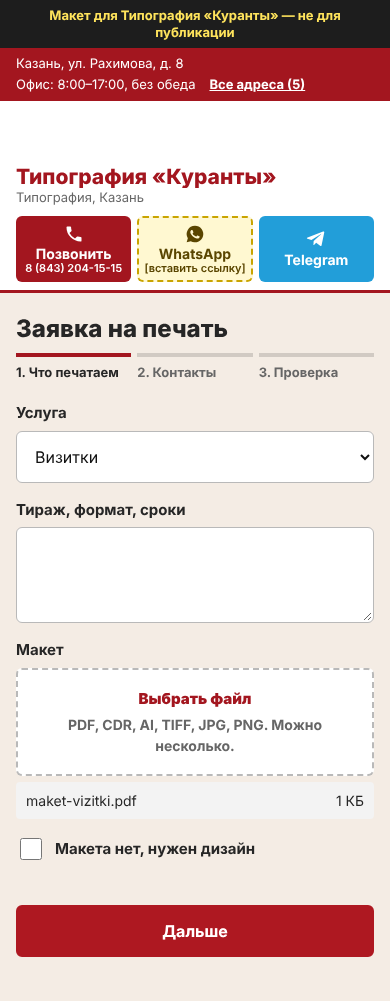 Макет для Типография «Куранты» — не для
публикации
Казань, ул. Рахимова, д. 8
Офис: 8:00–17:00, без обеда Все адреса (5)
Типография «Куранты»
Типография, Казань
Позвонить
8 (843) 204-15-15
WhatsApp
[вставить ссылку]
Telegram
Заявка на печать
1. Что печатаем
2. Контакты
3. Проверка
Услуга
Визитки
Тираж, формат, сроки
Макет
Выбрать файл
PDF, CDR, AI, TIFF, JPG, PNG. Можно
несколько.
maket-vizitki.pdf 1 КБ
Макета нет, нужен дизайн
Дальше